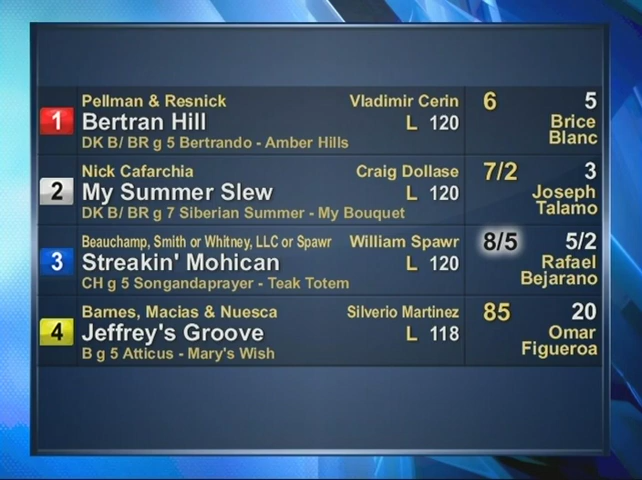 Pellman & Resnick Vladimir Cerin 6 5
1 Bertran Hill L 120 Brice
DK B/ BR g 5 Bertrando - Amber Hills Blanc
Nick Cafarchia Craig Dollase 7/2 3
2 My Summer Slew L 120 Joseph
DK B/ BR g 7 Siberian Summer - My Bouquet Talamo
Beauchamp, Smith or Whitney, LLC or Spawr William Spawr 8/5 5/2
3 Streakin' Mohican L 120 Rafael
CH g 5 Songandaprayer - Teak Totem Bejarano
Barnes, Macias & Nuesca Silverio Martinez 85 20
4 Jeffrey's Groove L 118 Omar
B g 5 Atticus - Mary's Wish Figueroa